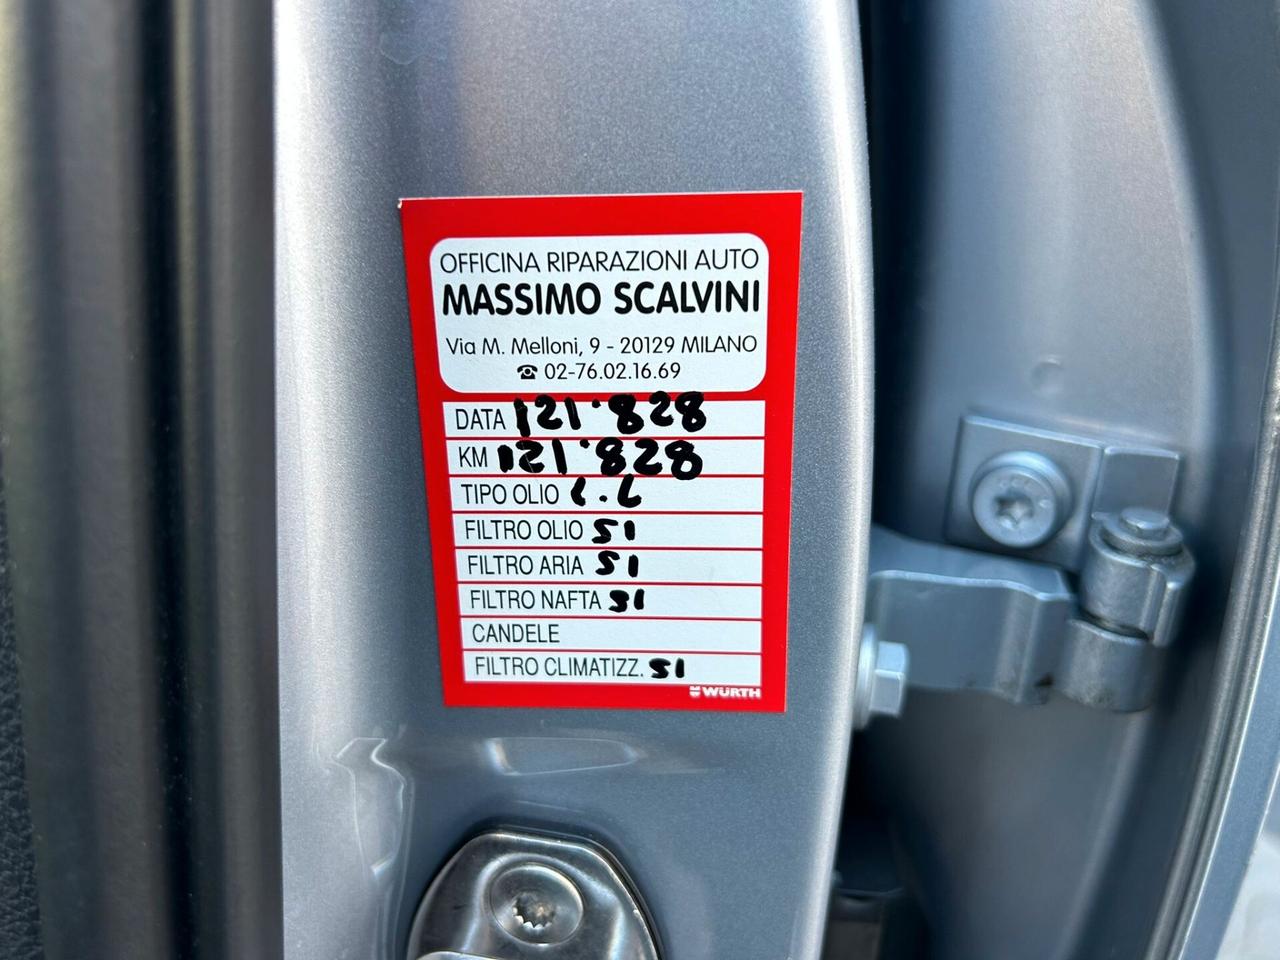 OFFICINA RIPARAZIONI AUTO
MASSIMO SCALVINI
Via M. Melloni, 9 - 20129 MILANO
☎ 02-76.02.16.69
DATA 121.828
KM 121.828
TIPO OLIO L.L
FILTRO OLIO SI
FILTRO ARIA SI
FILTRO NAFTA SI
CANDELE
FILTRO CLIMATIZZ. SI
WÜRTH